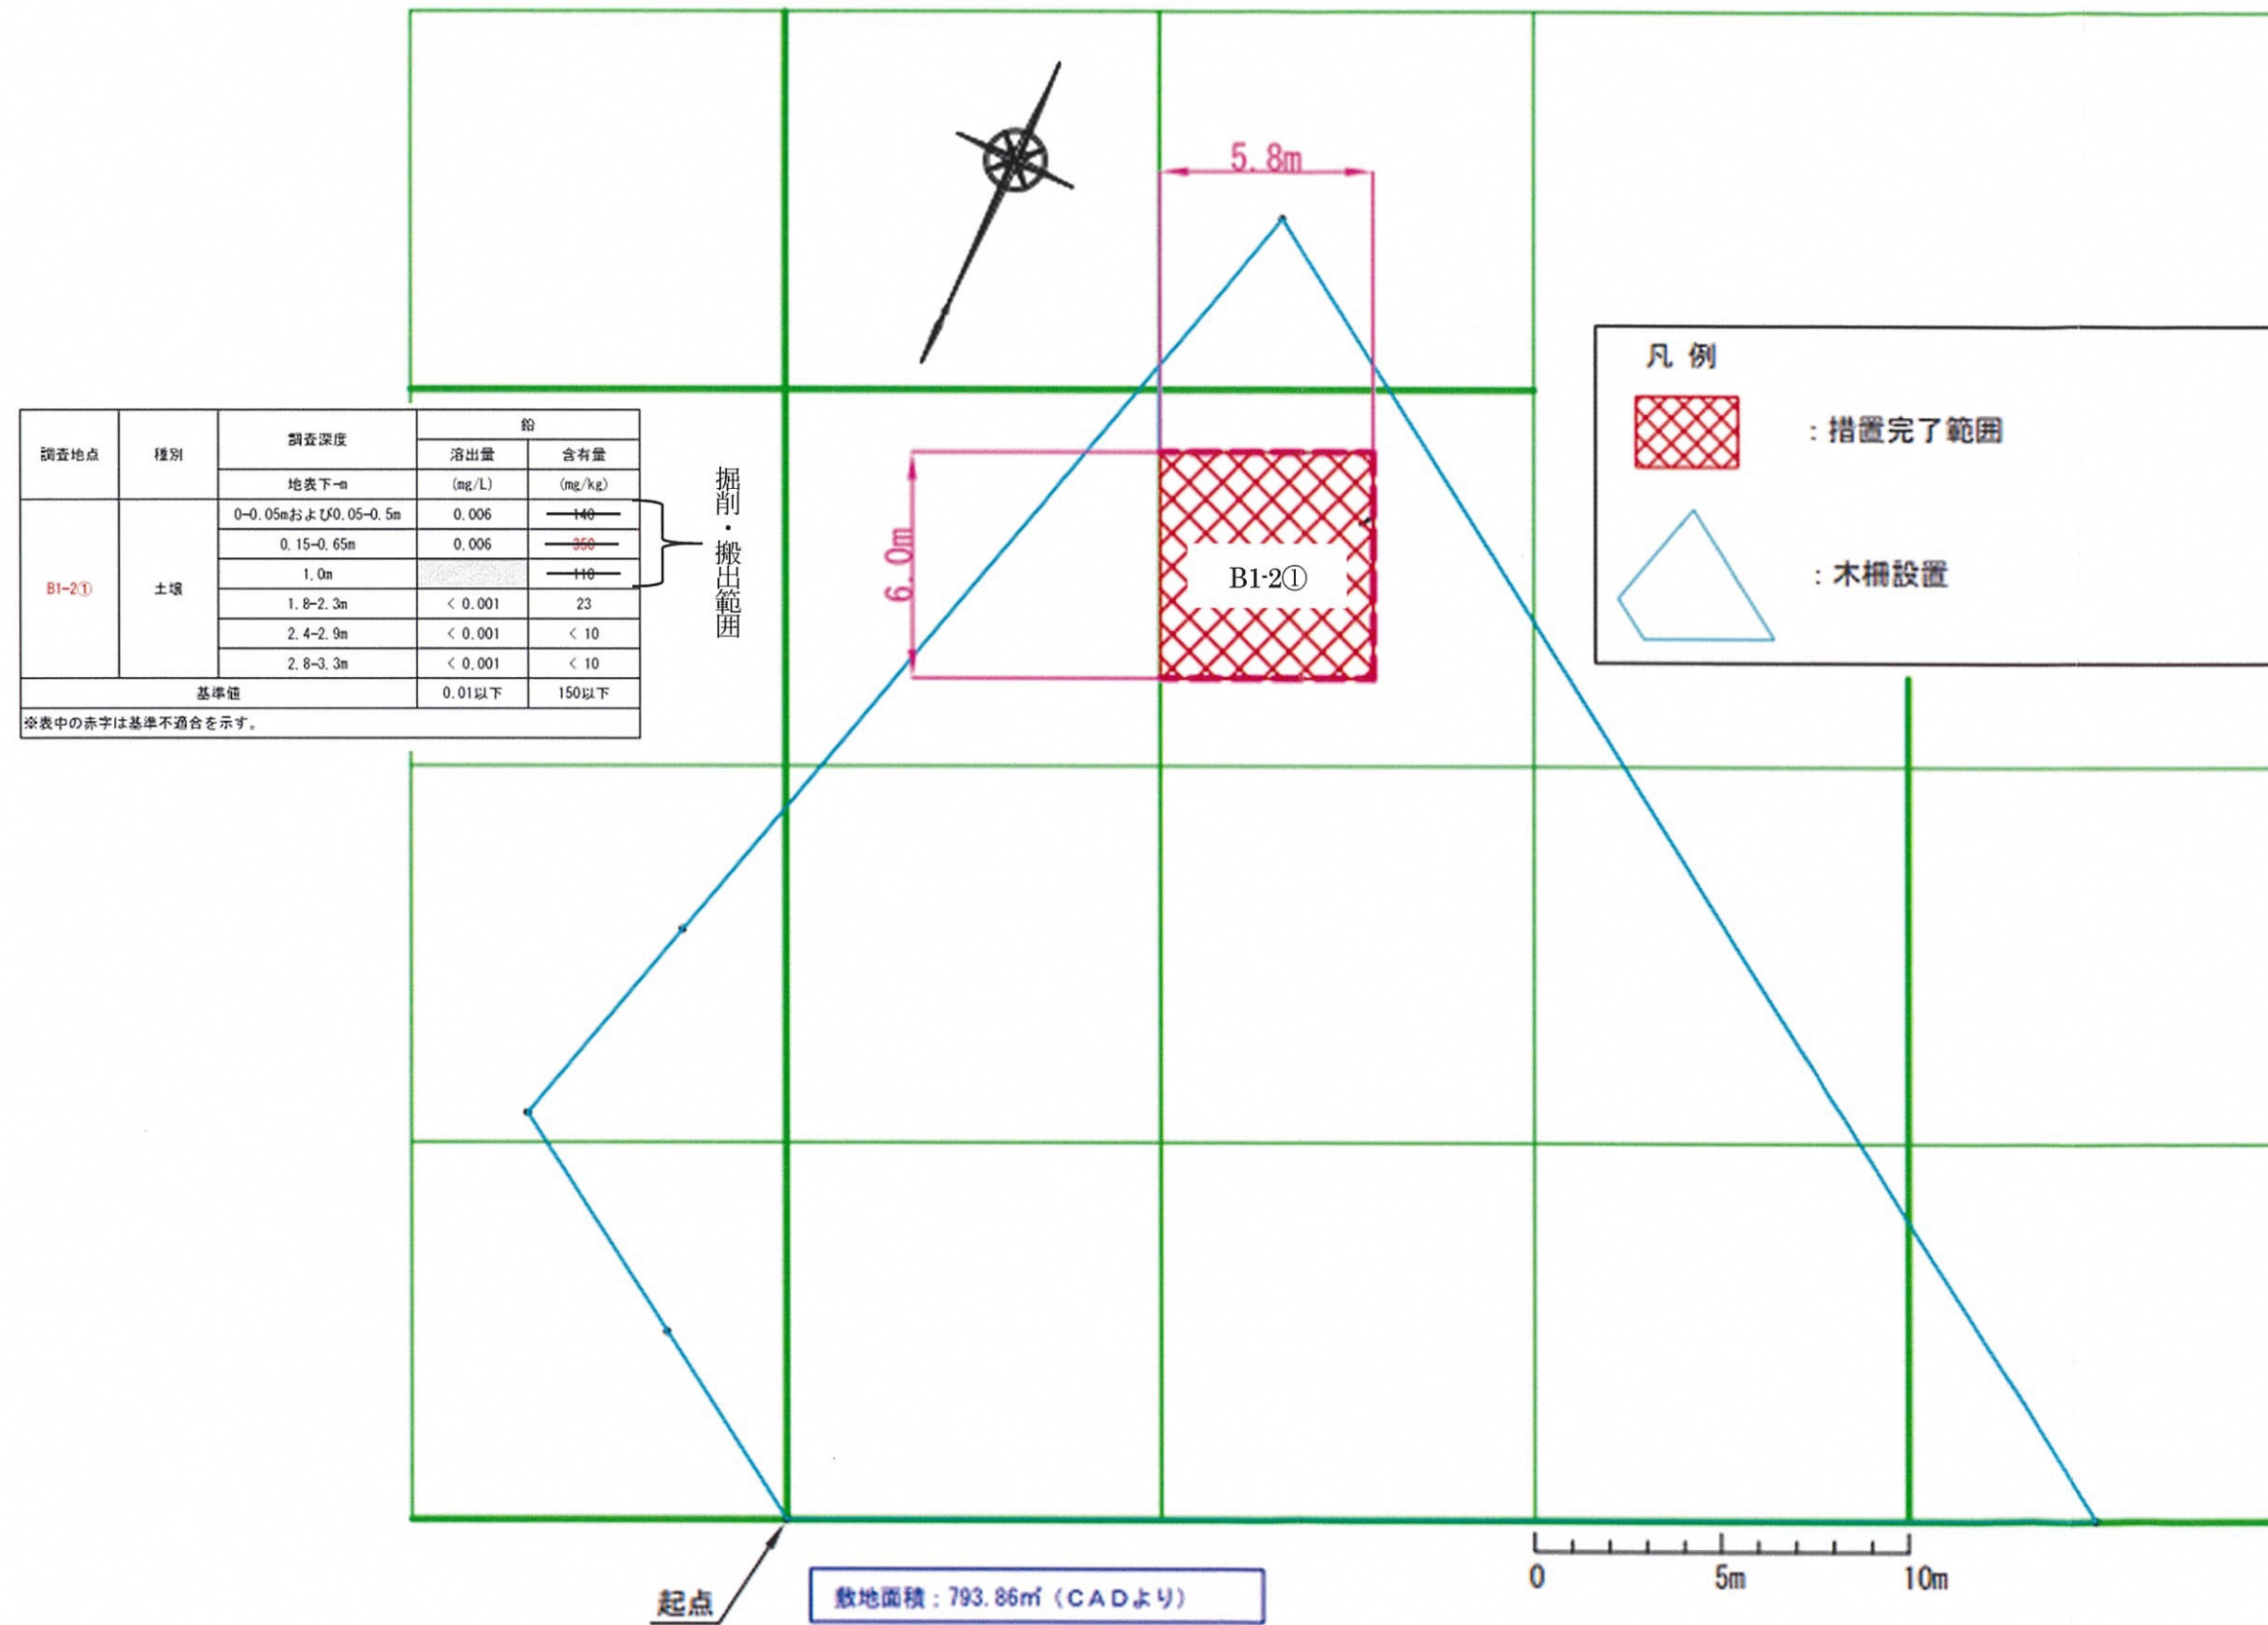 5.8m
6.0m
B1-2①
凡 例
：措置完了範囲
：木柵設置
調査地点 種別 調査深度 鉛
溶出量 含有量
地表下-m (mg/L) (mg/kg)
B1-2① 土壌
0-0.05mおよび0.05-0.5m 0.006 140
0.15-0.65m 0.006 350
1.0m 110
1.8-2.3m < 0.001 23
2.4-2.9m < 0.001 < 10
2.8-3.3m < 0.001 < 10
基準値 0.01以下 150以下
※表中の赤字は基準不適合を示す。
掘削・搬出範囲
起点
敷地面積：793.86㎡（ＣＡＤより）
0 5m 10m